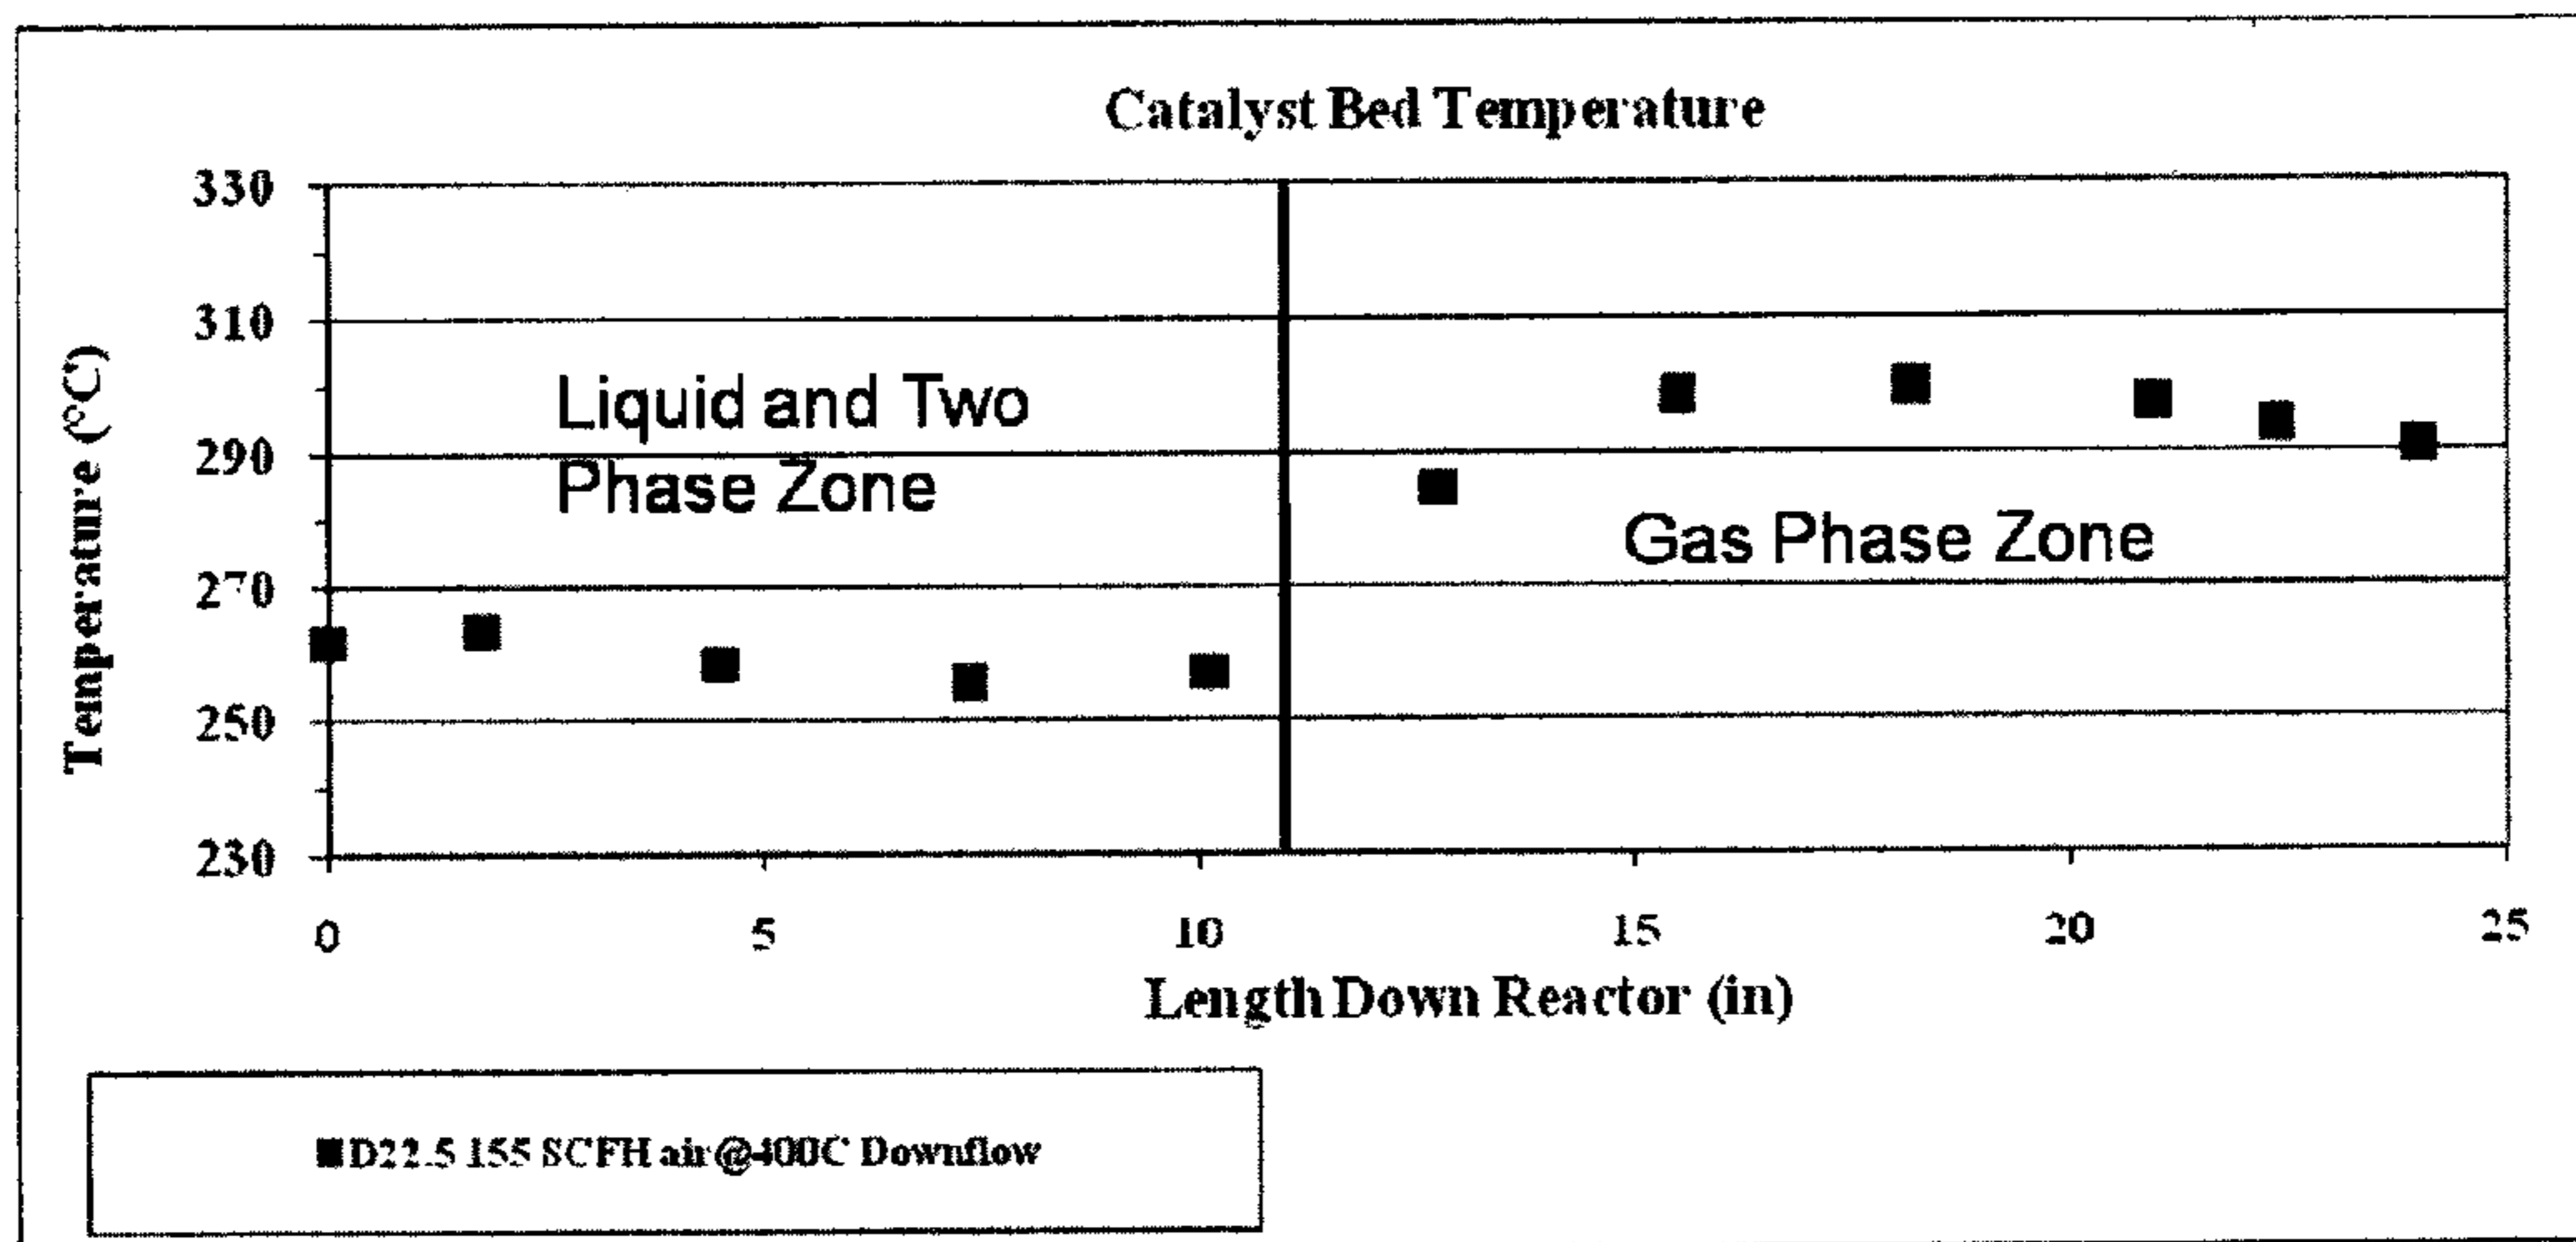 Catalyst Bed Temperature
330
310
290
270
250
230
Temperature (°C)
Liquid and Two
Phase Zone
Gas Phase Zone
0 5 10 15 20 25
Length Down Reactor (in)
D22.5 155 SCFH air@400C Downflow